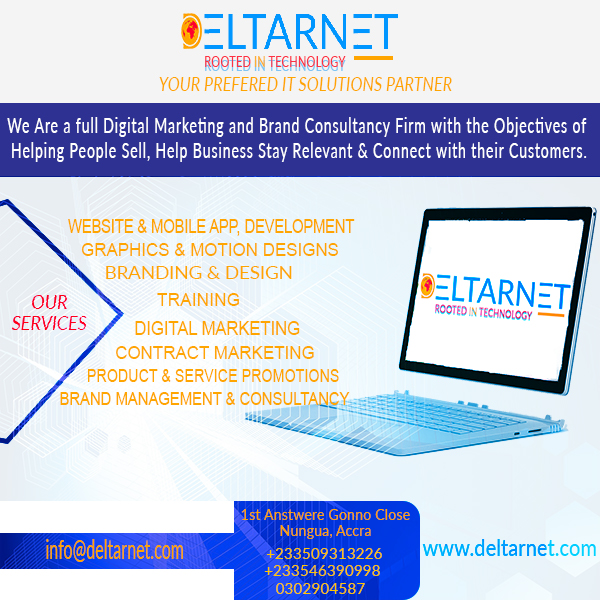 DELTARNET
ROOTED IN TECHNOLOGY
YOUR PREFERED IT SOLUTIONS PARTNER
We Are a full Digital Marketing and Brand Consultancy Firm with the Objectives of
Helping People Sell, Help Business Stay Relevant & Connect with their Customers.
OUR
SERVICES
WEBSITE & MOBILE APP, DEVELOPMENT
GRAPHICS & MOTION DESIGNS
BRANDING & DESIGN
TRAINING
DIGITAL MARKETING
CONTRACT MARKETING
PRODUCT & SERVICE PROMOTIONS
BRAND MANAGEMENT & CONSULTANCY
DELTARNET
ROOTED IN TECHNOLOGY
info@deltarnet.com
1st Anstwere Gonno Close
Nungua, Accra
+233509313226
+233546390998
0302904587
www.deltarnet.com